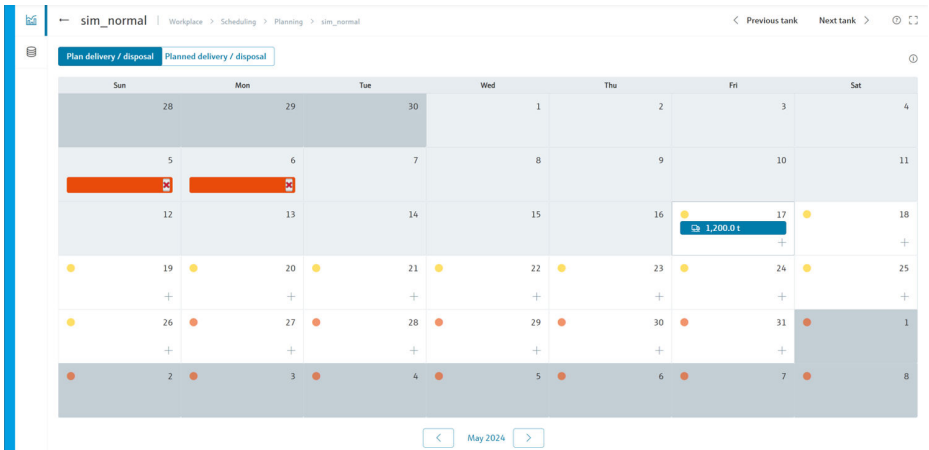 ← sim_normal | Workplace > Scheduling > Planning > sim_normal < Previous tank Next tank >
Plan delivery / disposal Planned delivery / disposal
Sun Mon Tue Wed Thu Fri Sat
28 29 30 1 2 3 4
5 6 7 8 9 10 11
12 13 14 15 16 17 18
1,200.0 t
+ +
19 20 21 22 23 24 25
+ + + + + + +
26 27 28 29 30 31 1
+ + + + + +
2 3 4 5 6 7 8
< May 2024 >